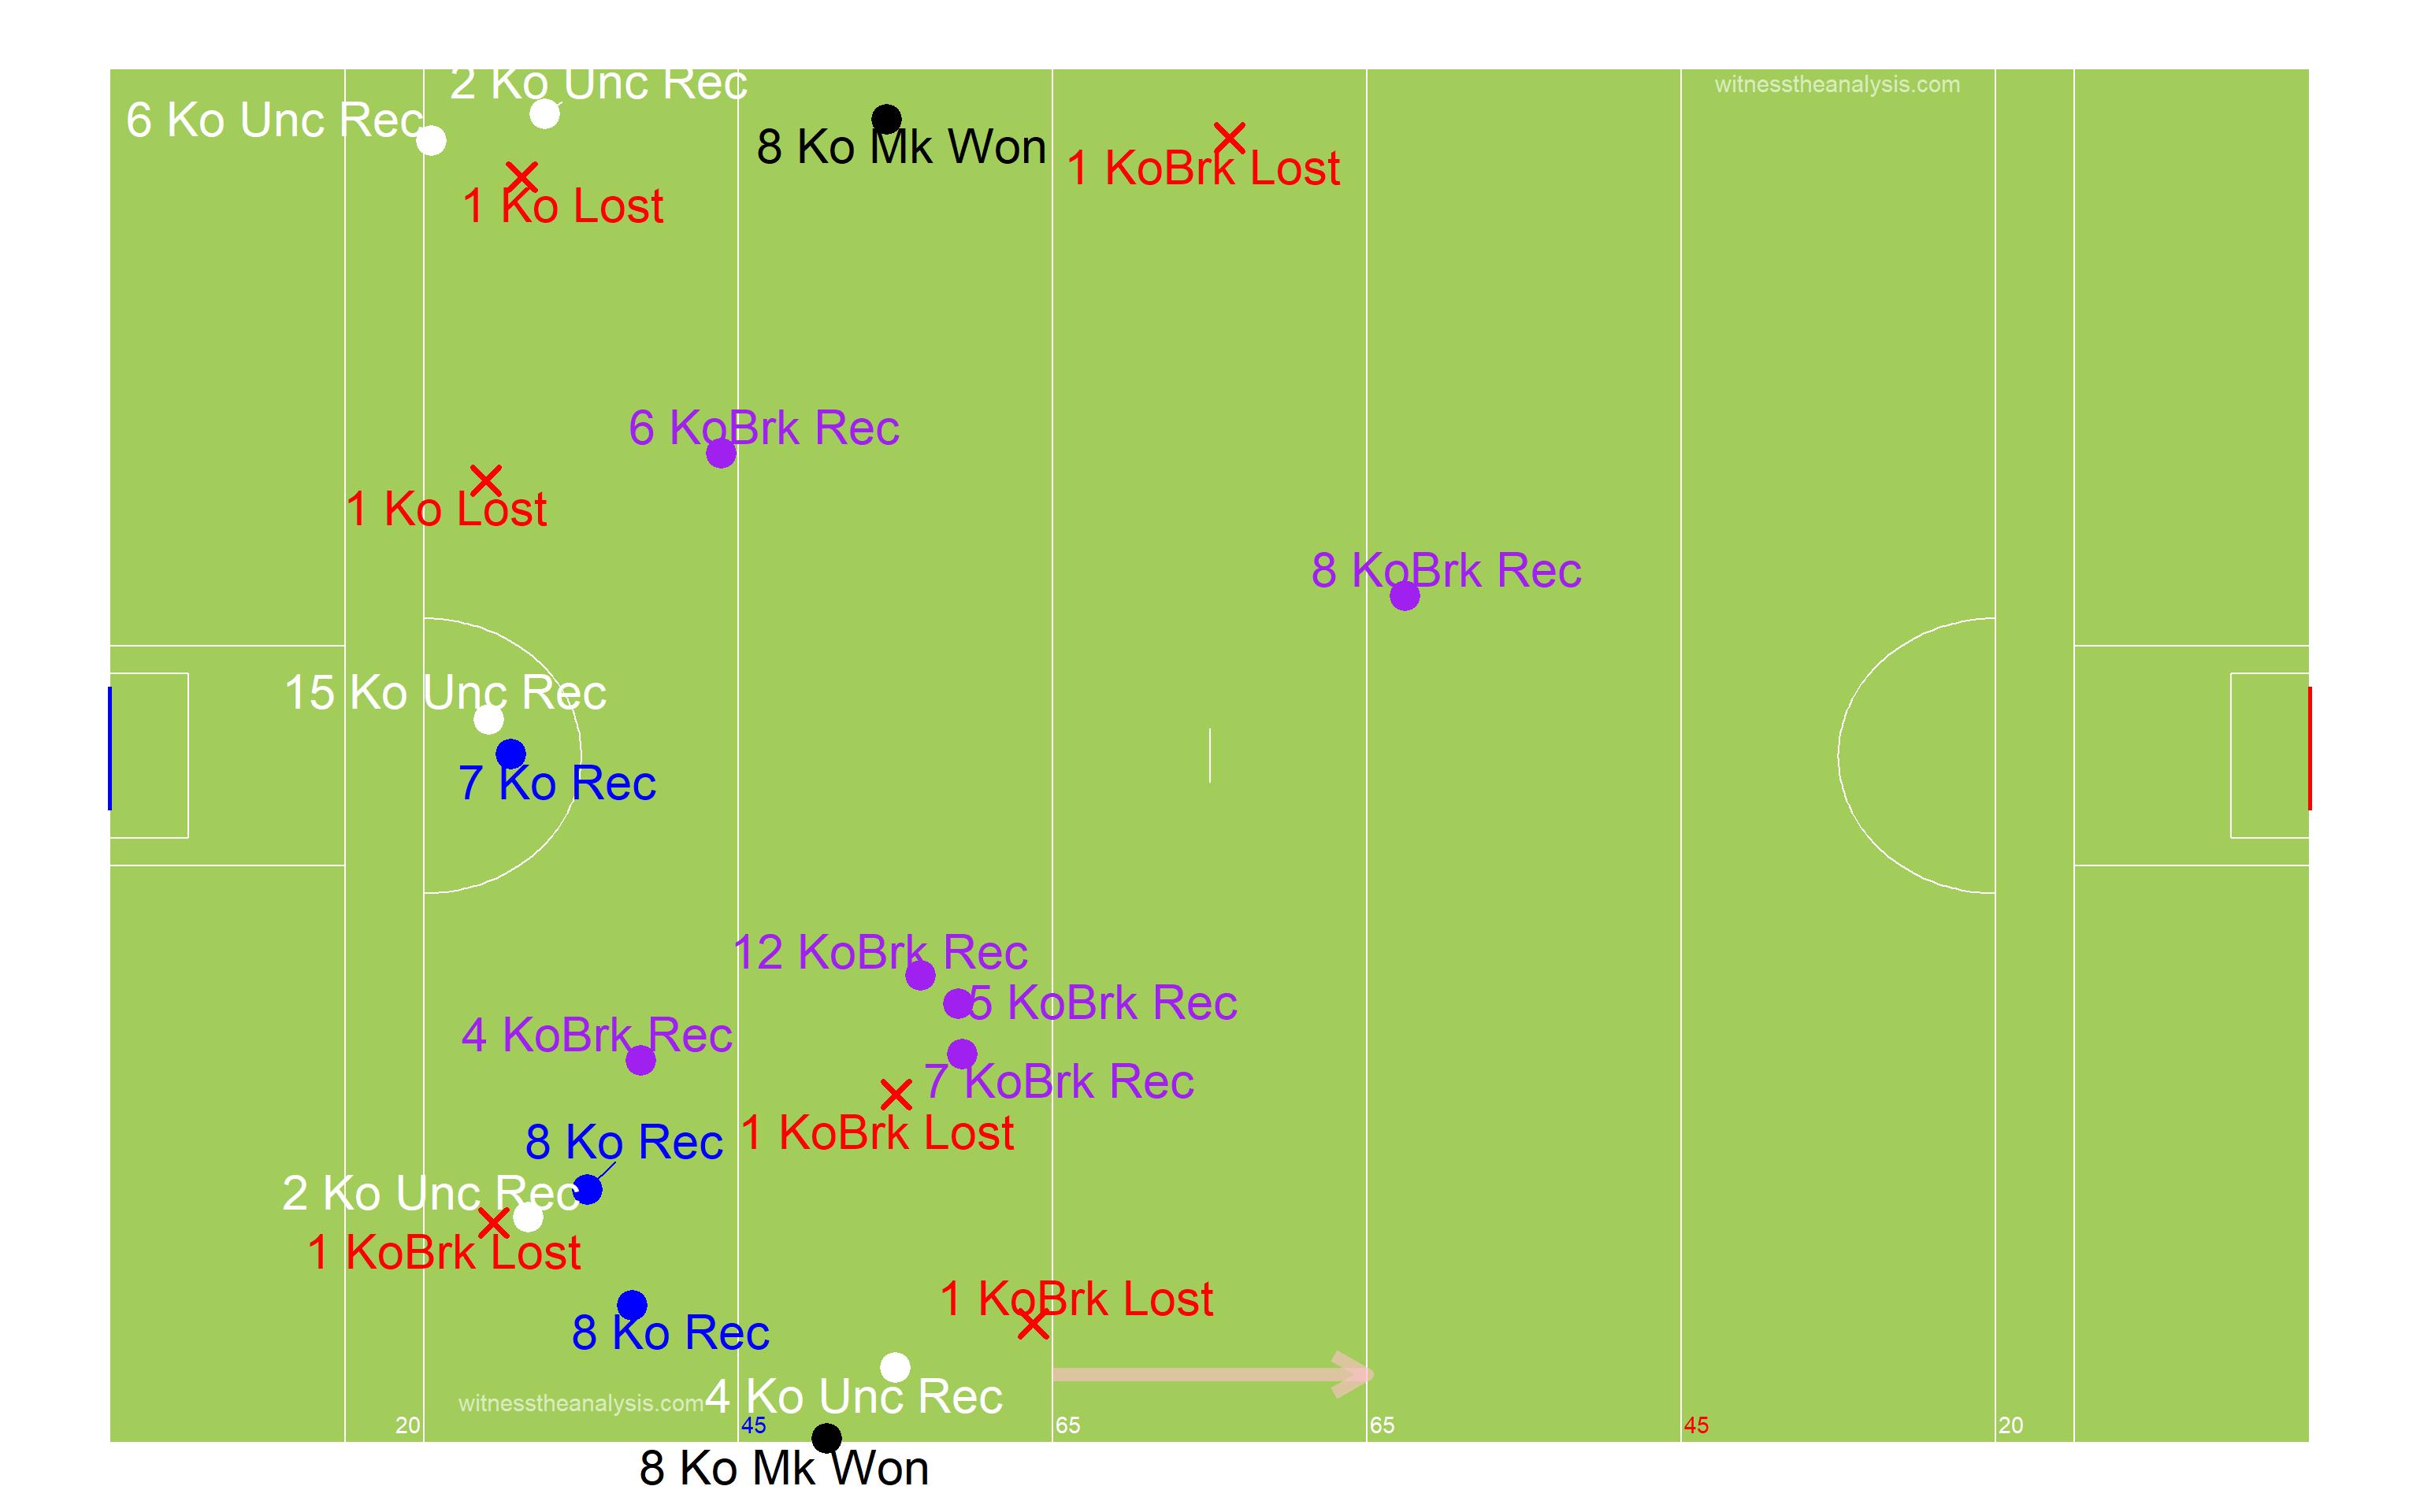 2 Ko Unc Rec
witnesstheanalysis.com
6 Ko Unc Rec
8 Ko Mk Won
1 KoBrk Lost
1 Ko Lost
6 KoBrk Rec
1 Ko Lost
8 KoBrk Rec
15 Ko Unc Rec
7 Ko Rec
12 KoBrk Rec
5 KoBrk Rec
4 KoBrk Rec
7 KoBrk Rec
1 KoBrk Lost
8 Ko Rec
2 Ko Unc Rec
1 KoBrk Lost
1 KoBrk Lost
8 Ko Rec
4 Ko Unc Rec
witnesstheanalysis.com
20 45 65 65 45 20
8 Ko Mk Won